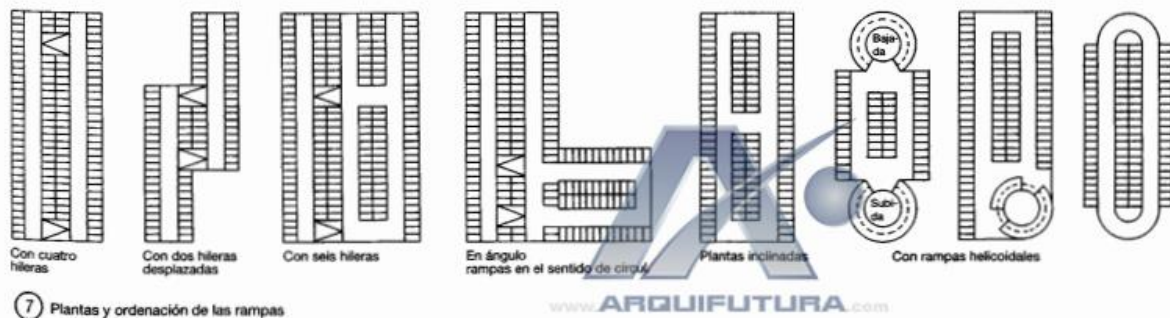 Baja-
da
Subi-
da
Con cuatro
hileras
Con dos hileras
desplazadas
Con seis hileras
En ángulo
rampas en el sentido de circul
Plantas inclinadas
Con rampas helicoidales
7 Plantas y ordenación de las rampas
www.ARQUIFUTURA.com